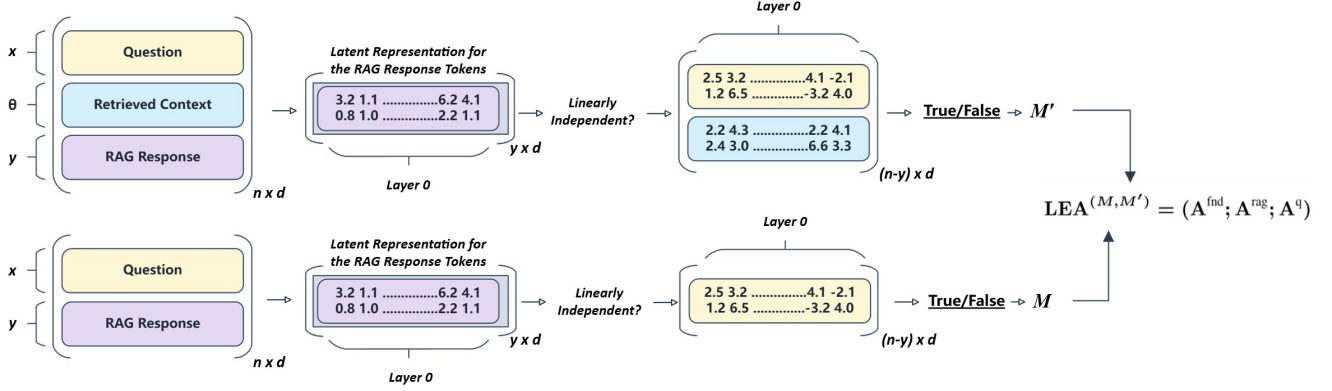 x
Question
θ
Retrieved Context
y
RAG Response
n x d
Latent Representation for
the RAG Response Tokens
3.2 1.1 ...............6.2 4.1
0.8 1.0 ...............2.2 1.1
y x d
Layer 0
Linearly
Independent?
Layer 0
2.5 3.2 ...............4.1 -2.1
1.2 6.5 ...............-3.2 4.0
2.2 4.3 ...............2.2 4.1
2.4 3.0 ...............6.6 3.3
(n-y) x d
True/False
M′
LEA^(M,M′) = (A^fnd; A^rag; A^q)
x
Question
y
RAG Response
n x d
Latent Representation for
the RAG Response Tokens
3.2 1.1 ...............6.2 4.1
0.8 1.0 ...............2.2 1.1
y x d
Layer 0
Linearly
Independent?
Layer 0
2.5 3.2 ...............4.1 -2.1
1.2 6.5 ...............-3.2 4.0
(n-y) x d
True/False
M